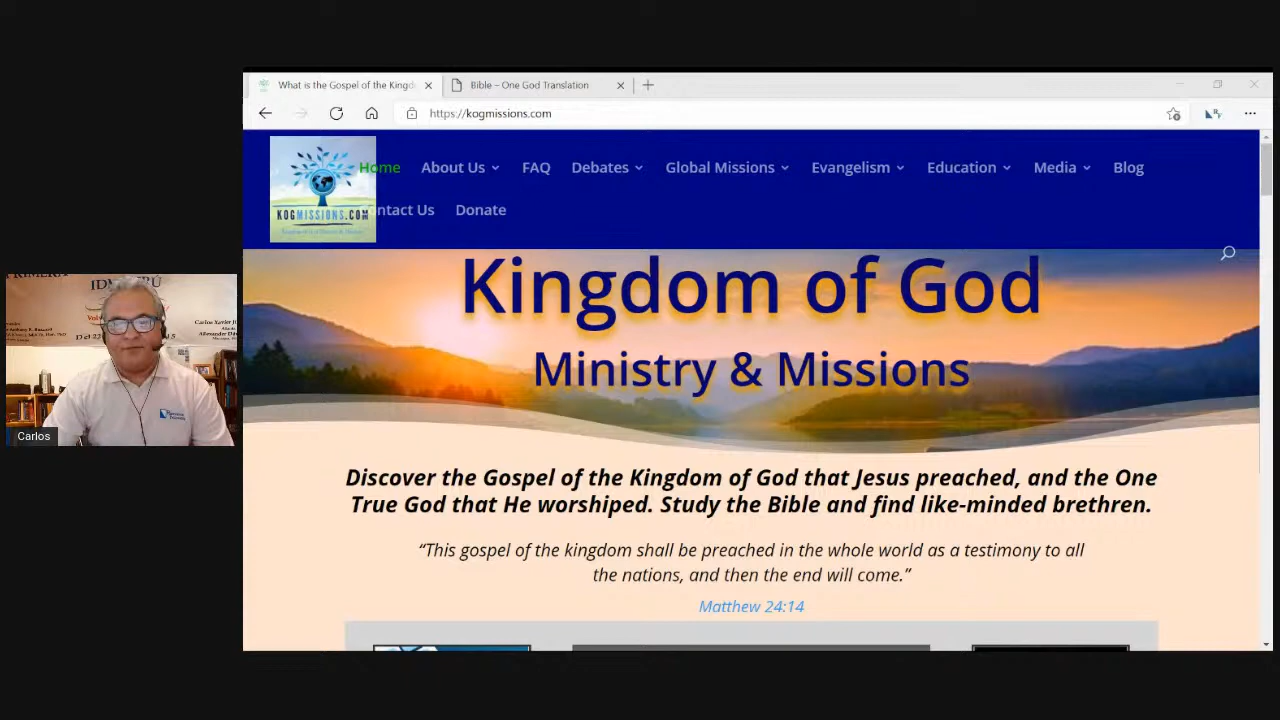 What is the Gospel of the Kingd
Bible – One God Translation
https://kogmissions.com
Home About Us FAQ Debates Global Missions Evangelism Education Media Blog
KOGMISSIONS.COM
ontact Us Donate
Kingdom of God
Ministry & Missions
Discover the Gospel of the Kingdom of God that Jesus preached, and the One
True God that He worshiped. Study the Bible and find like-minded brethren.
“This gospel of the kingdom shall be preached in the whole world as a testimony to all
the nations, and then the end will come.”
Matthew 24:14
Carlos